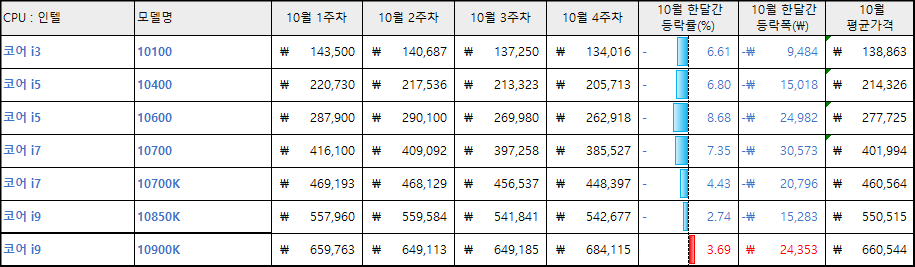 CPU : 인텔 모델명 10월 1주차 10월 2주차 10월 3주차 10월 4주차 10월 한달간 등락률(%) 10월 한달간 등락폭(₩) 10월 평균가격
코어 i3 10100 ₩ 143,500 ₩ 140,687 ₩ 137,250 ₩ 134,016 - 6.61 -₩ 9,484 ₩ 138,863
코어 i5 10400 ₩ 220,730 ₩ 217,536 ₩ 213,323 ₩ 205,713 - 6.80 -₩ 15,018 ₩ 214,326
코어 i5 10600 ₩ 287,900 ₩ 290,100 ₩ 269,980 ₩ 262,918 - 8.68 -₩ 24,982 ₩ 277,725
코어 i7 10700 ₩ 416,100 ₩ 409,092 ₩ 397,258 ₩ 385,527 - 7.35 -₩ 30,573 ₩ 401,994
코어 i7 10700K ₩ 469,193 ₩ 468,129 ₩ 456,537 ₩ 448,397 - 4.43 -₩ 20,796 ₩ 460,564
코어 i9 10850K ₩ 557,960 ₩ 559,584 ₩ 541,841 ₩ 542,677 - 2.74 -₩ 15,283 ₩ 550,515
코어 i9 10900K ₩ 659,763 ₩ 649,113 ₩ 649,185 ₩ 684,115 3.69 ₩ 24,353 ₩ 660,544